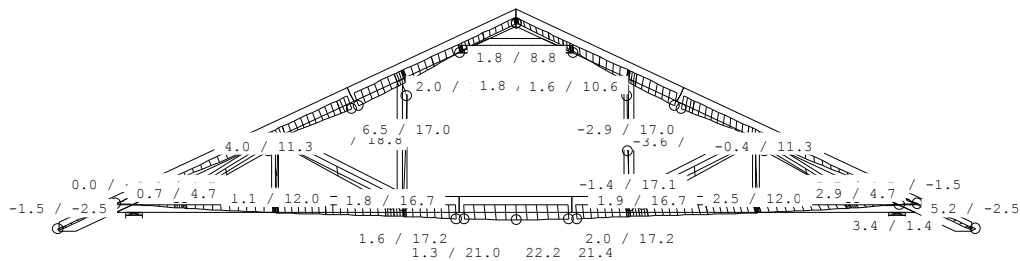 1.8 / 8.8
2.0 / 1.8 / 1.6 / 10.6
6.5 / 17.0 -2.9 / 17.0
/ 18.8 -3.6 /
4.0 / 11.3 -0.4 / 11.3
0.0 / -1.4 / 17.1 / -1.5
0.7 / 4.7 2.9 / 4.7
1.1 / 12.0 1.8 / 16.7 1.9 / 16.7 2.5 / 12.0
-1.5 / -2.5 5.2 / -2.5
3.4 / 1.4
1.6 / 17.2 2.0 / 17.2
1.3 / 21.0 22.2 21.4